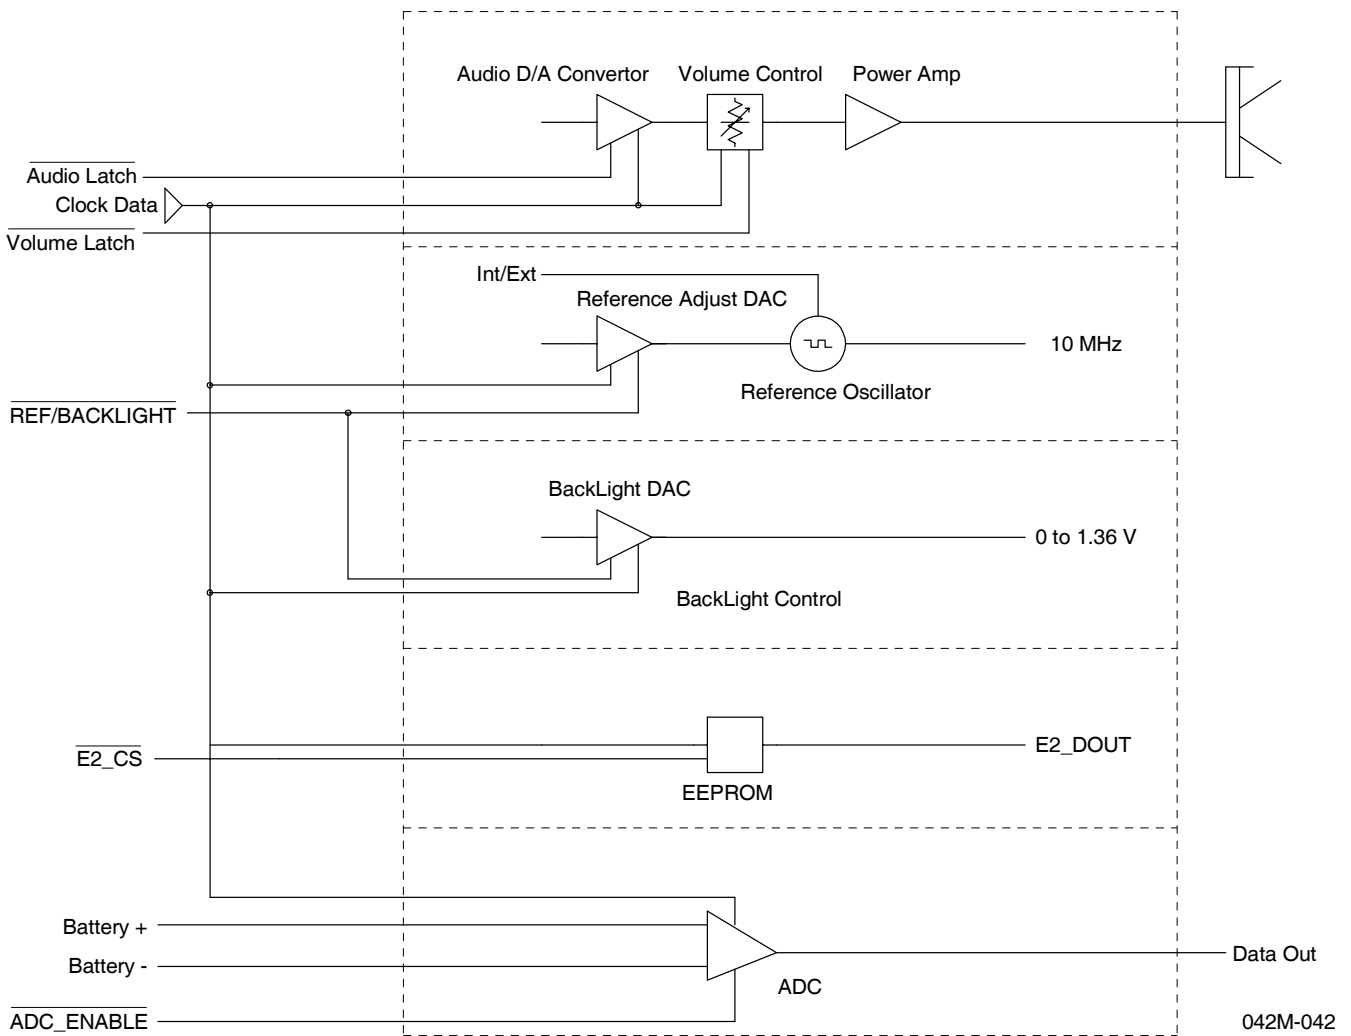 Audio D/A Convertor
Volume Control
Power Amp
Audio Latch
Clock Data
Volume Latch
Int/Ext
Reference Adjust DAC
10 MHz
Reference Oscillator
REF/BACKLIGHT
BackLight DAC
0 to 1.36 V
BackLight Control
E2_CS
E2_DOUT
EEPROM
Battery +
Battery -
Data Out
ADC
ADC_ENABLE
042M-042